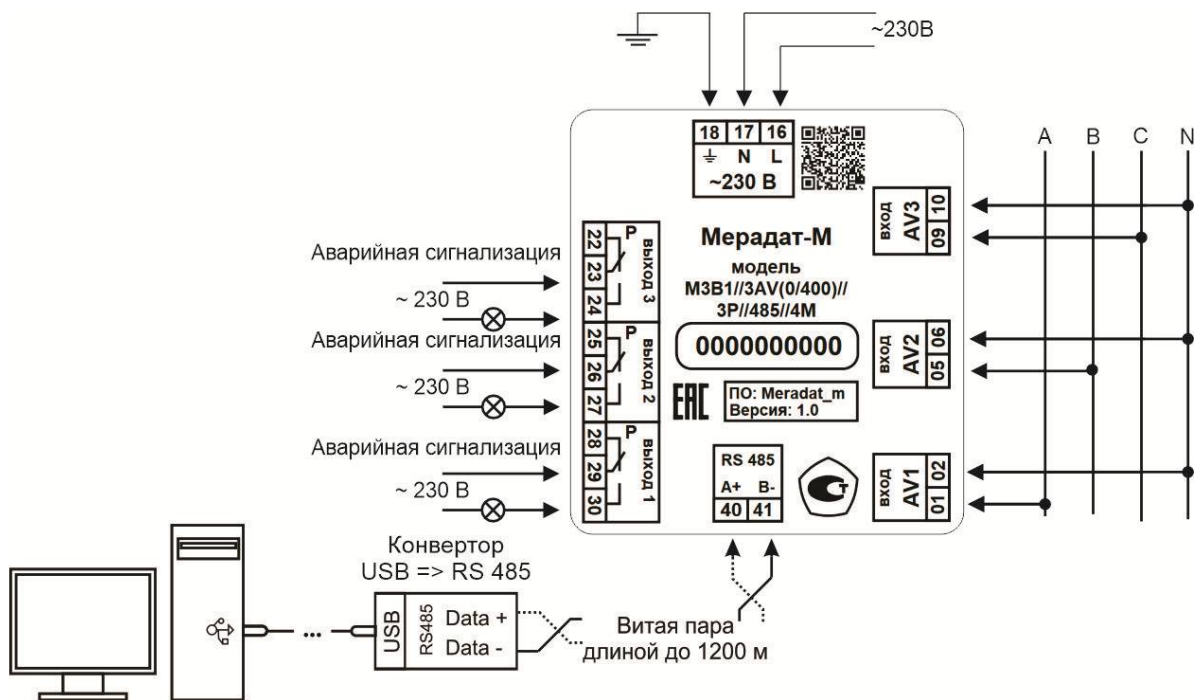 ~230В
18 17 16
N L
~230 В
A B C N
вход
AV3
09 10
Мерадат-М
модель
М3В1//3AV(0/400)//
3Р//485//4М
0000000000
ПО: Meradat_m
Версия: 1.0
EAC
22
23
24
Р
выход 3
25
26
27
Р
выход 2
28
29
30
Р
выход 1
Аварийная сигнализация
~ 230 В
Аварийная сигнализация
~ 230 В
Аварийная сигнализация
~ 230 В
вход
AV2
05 06
RS 485
A+ B-
40 41
СТ
вход
AV1
01 02
Конвертор
USB => RS 485
USB
RS485
Data +
Data -
...
Витая пара
длиной до 1200 м